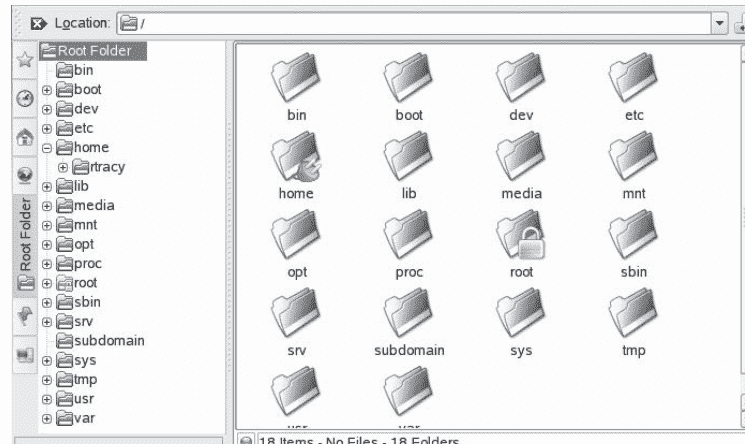 Location: /
Root Folder
bin
boot
dev
etc
home
rtracy
lib
media
mnt
opt
proc
root
sbin
srv
subdomain
sys
tmp
usr
var
Root Folder
bin boot dev etc
home lib media mnt
opt proc root sbin
srv subdomain sys tmp
usr var
18 Items - No Files - 18 Folders